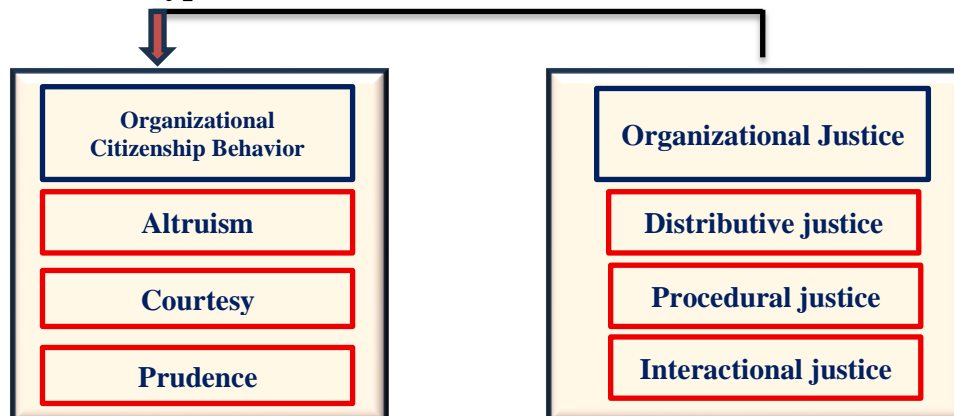 Organizational
Citizenship Behavior
Altruism
Courtesy
Prudence
Organizational Justice
Distributive justice
Procedural justice
Interactional justice